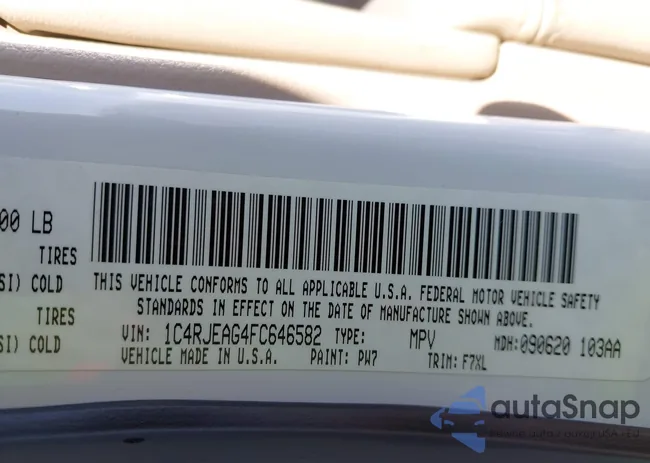 00 LB
TIRES
SI) COLD
SI) COLD
THIS VEHICLE CONFORMS TO ALL APPLICABLE U.S.A. FEDERAL MOTOR VEHICLE SAFETY
STANDARDS IN EFFECT ON THE DATE OF MANUFACTURE SHOWN ABOVE.
VIN: 1C4RJEAG4FC646582 TYPE: MPV MDH:090620 103AA
VEHICLE MADE IN U.S.A. PAINT: PW7 TRIM: F7XL
autaSnap